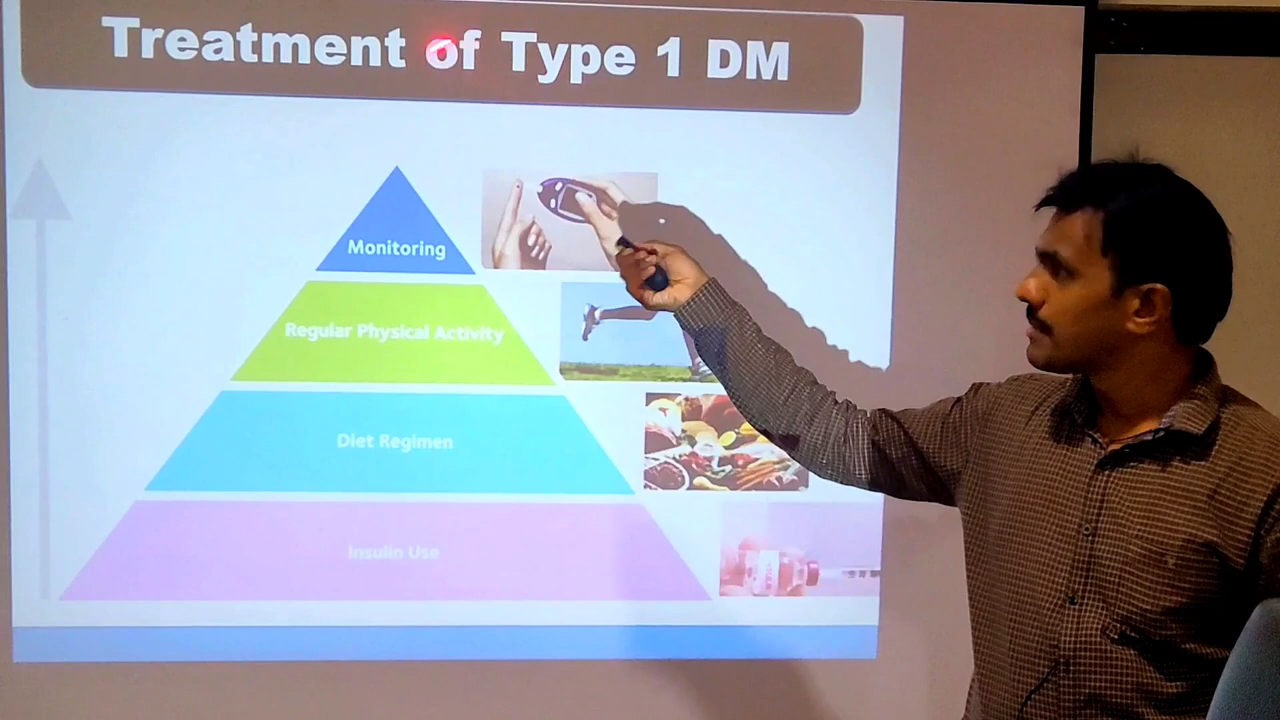 Treatment of Type 1 DM
Monitoring
Regular Physical Activity
Diet Regimen
Insulin Use